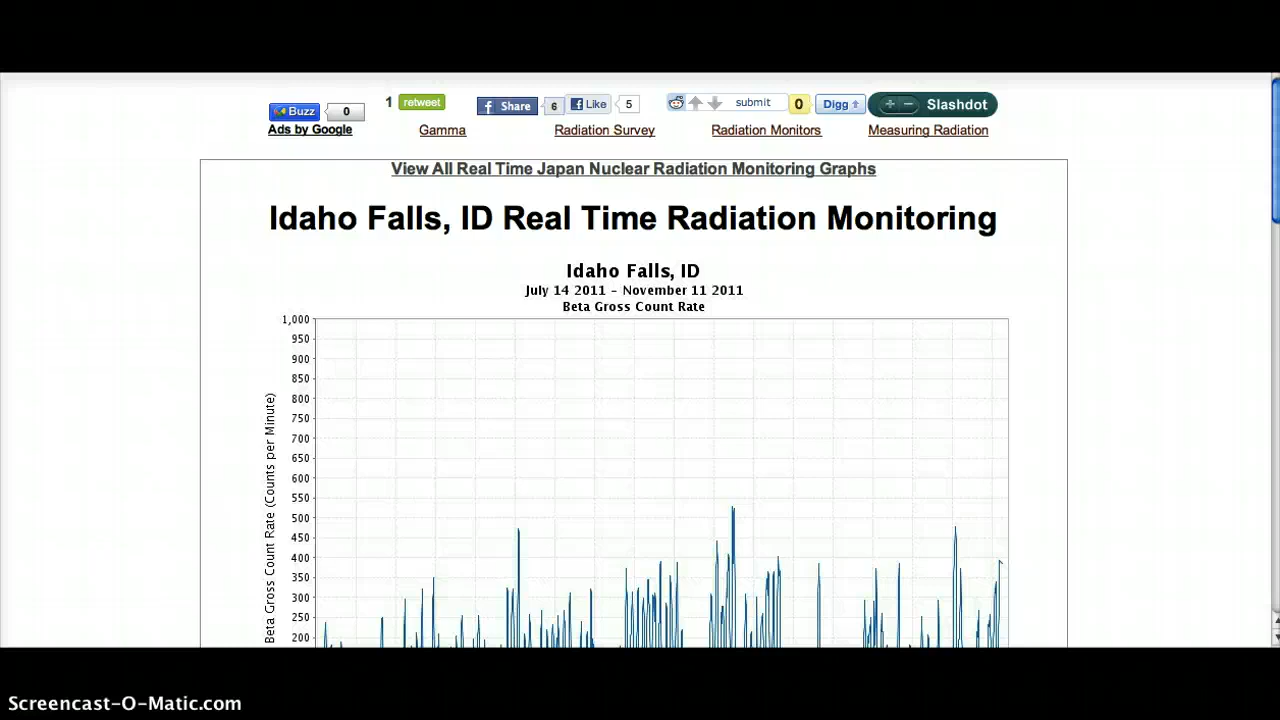 Buzz 0 1 retweet Share 6 Like 5 submit 0 Digg Slashdot
Ads by Google Gamma Radiation Survey Radiation Monitors Measuring Radiation
View All Real Time Japan Nuclear Radiation Monitoring Graphs
Idaho Falls, ID Real Time Radiation Monitoring
Idaho Falls, ID
July 14 2011 - November 11 2011
Beta Gross Count Rate
1,000
950
900
850
800
750
700
650
600
550
500
450
400
350
300
250
200
Beta Gross Count Rate (Counts per Minute)
Screencast-O-Matic.com